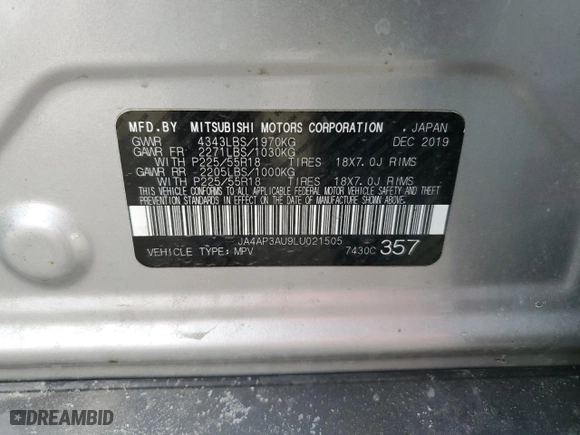 MFD.BY MITSUBISHI MOTORS CORPORATION . JAPAN
GVWR 4343LBS/1970KG DEC 2019
GAWR FR 2271LBS/1030KG
WITH P225/55R18 TIRES 18X7.0J RIMS
GAWR RR 2205LBS/1000KG
WITH P225/55R18 TIRES 18X7.0J RIMS
THIS VEHICLE CONFORMS TO ALL APPLICABLE FEDERAL MOTOR VEHICLE SAFETY AND THEFT
PREVENTION STANDARDS IN EFFECT ON THE DATE OF MANUFACTURE SHOWN ABOVE.
JA4AP3AU9LU021505
VEHICLE TYPE:MPV 7430C 357
DREAMBID